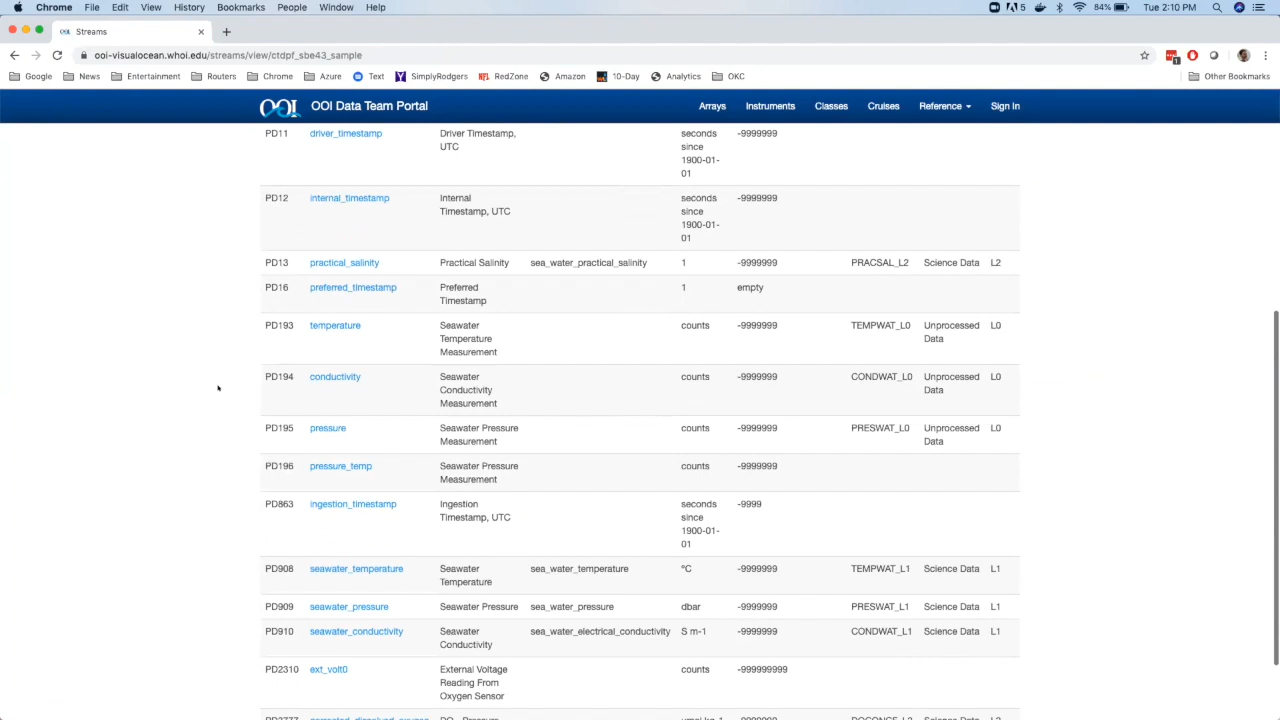 Chrome File Edit View History Bookmarks People Window Help 5 84% Tue 2:10 PM
OOI Streams
ooi-visualocean.whoi.edu/streams/view/ctdpf_sbe43_sample 1
Google News Entertainment Routers Chrome Azure Text SimplyRodgers RedZone Amazon 10-Day Analytics OKC Other Bookmarks
OOI OOI Data Team Portal Arrays Instruments Classes Cruises Reference Sign In
PD11 driver_timestamp Driver Timestamp, seconds -9999999
UTC since
1900-01-
01
PD12 internal_timestamp Internal seconds -9999999
Timestamp, UTC since
1900-01-
01
PD13 practical_salinity Practical Salinity sea_water_practical_salinity 1 -9999999 PRACSAL_L2 Science Data L2
PD16 preferred_timestamp Preferred 1 empty
Timestamp
PD193 temperature Seawater counts -9999999 TEMPWAT_L0 Unprocessed L0
Temperature Data
Measurement
PD194 conductivity Seawater counts -9999999 CONDWAT_L0 Unprocessed L0
Conductivity Data
Measurement
PD195 pressure Seawater Pressure counts -9999999 PRESWAT_L0 Unprocessed L0
Measurement Data
PD196 pressure_temp Seawater Pressure counts -9999999
Measurement
PD863 ingestion_timestamp Ingestion seconds -9999
Timestamp, UTC since
1900-01-
01
PD908 seawater_temperature Seawater sea_water_temperature °C -9999999 TEMPWAT_L1 Science Data L1
Temperature
PD909 seawater_pressure Seawater Pressure sea_water_pressure dbar -9999999 PRESWAT_L1 Science Data L1
PD910 seawater_conductivity Seawater sea_water_electrical_conductivity S m-1 -9999999 CONDWAT_L1 Science Data L1
Conductivity
PD2310 ext_volt0 External Voltage counts -999999999
Reading From
Oxygen Sensor